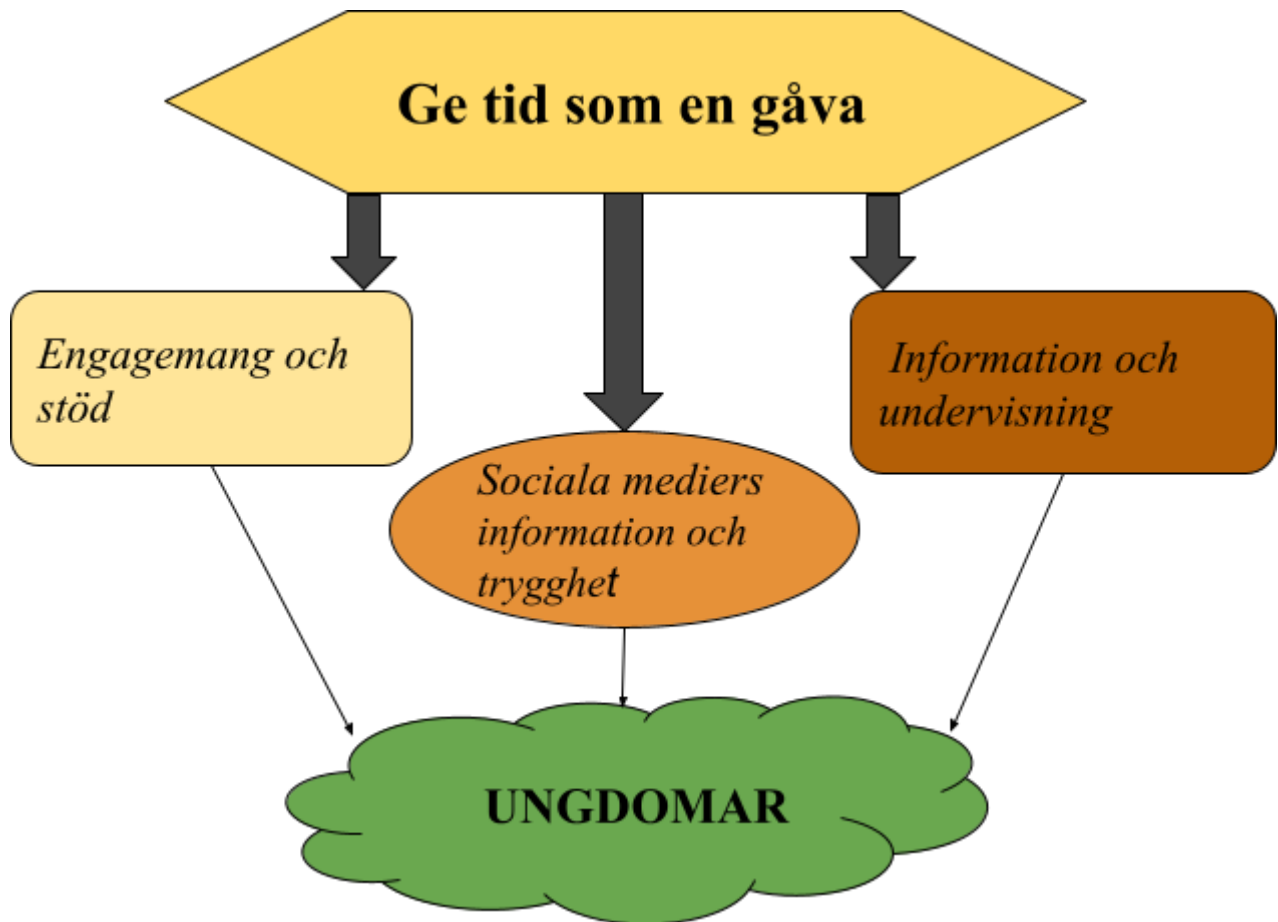 Ge tid som en gåva
Engagemang och
stöd
Sociala mediers
information och
trygghet
Information och
undervisning
UNGDOMAR